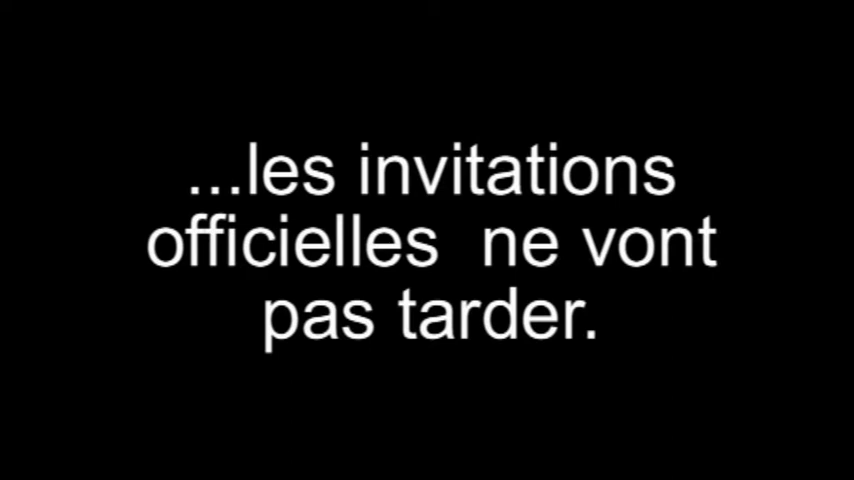 ...les invitations
officielles  ne vont
pas tarder.